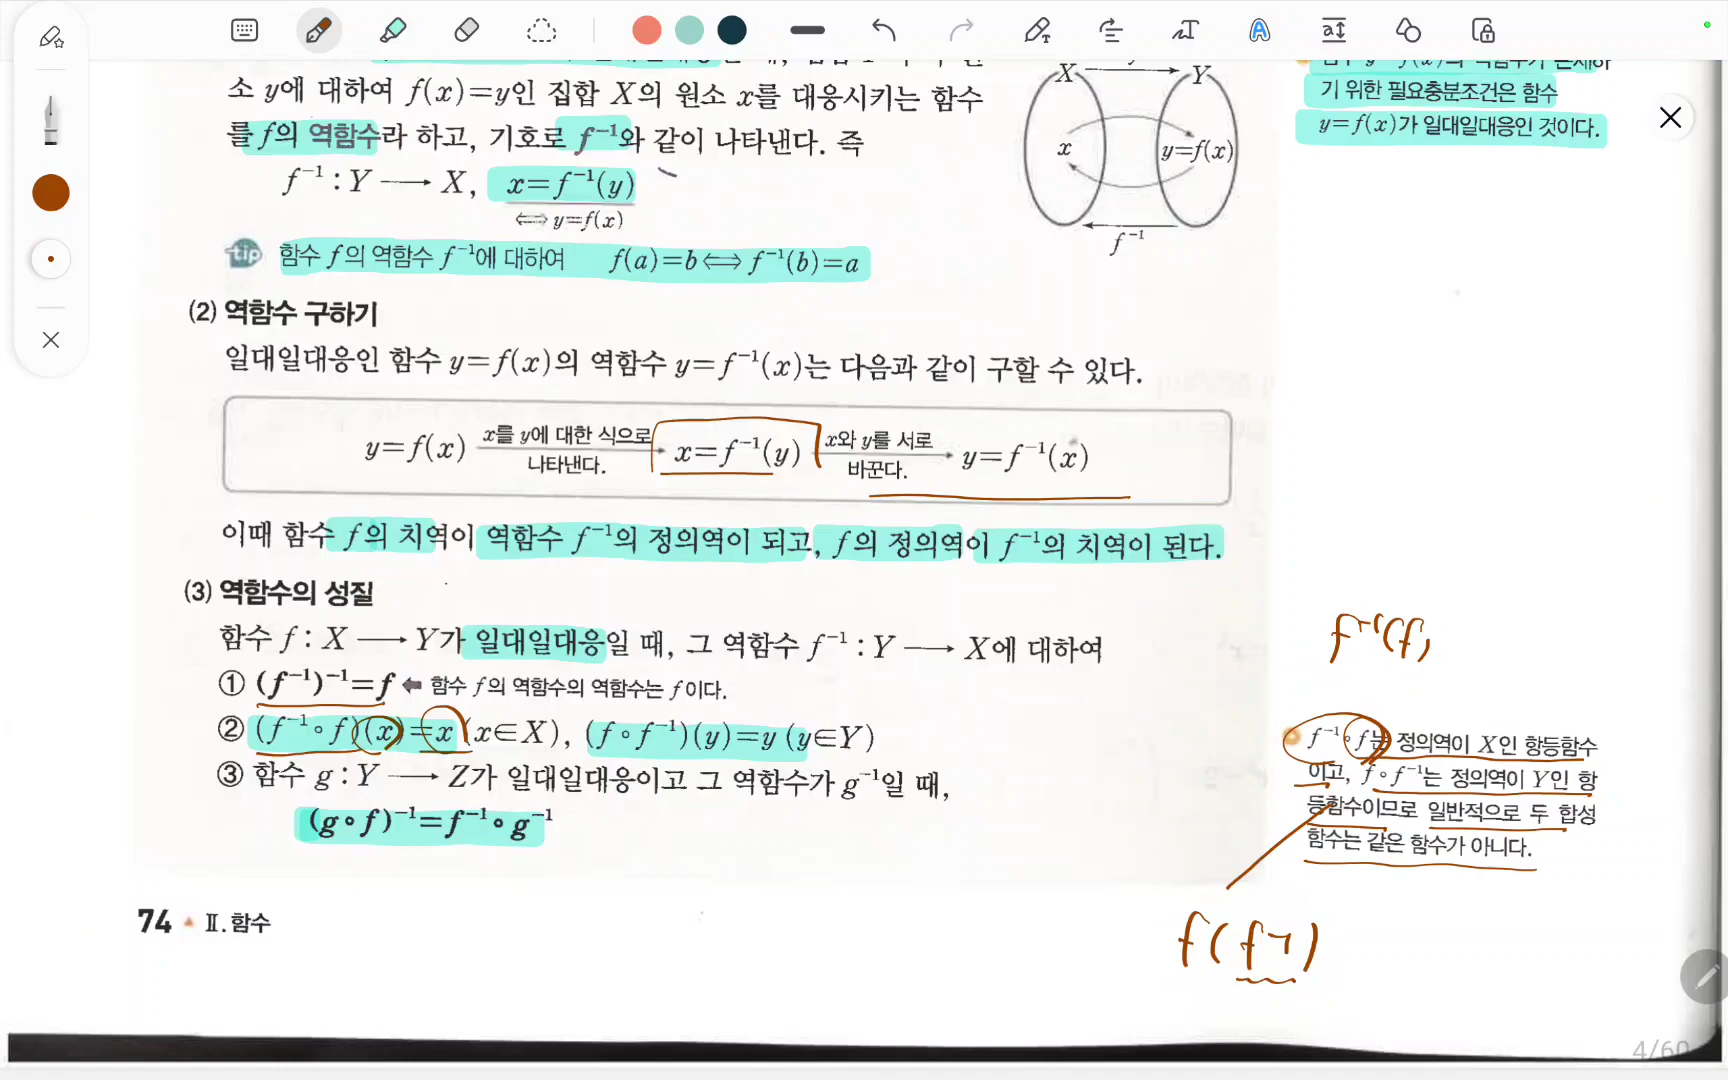 소 y에 대하여 f(x)=y인 집합 X의 원소 x를 대응시키는 함수
를 f의 역함수라 하고, 기호로 f⁻¹와 같이 나타낸다. 즉
f⁻¹ : Y ⟶ X, x=f⁻¹(y)
⟺ y=f(x)
tip 함수 f의 역함수 f⁻¹에 대하여 f(a)=b⟺f⁻¹(b)=a
X Y
x y=f(x)
f⁻¹
기 위한 필요충분조건은 함수
y=f(x)가 일대일대응인 것이다.
(2) 역함수 구하기
일대일대응인 함수 y=f(x)의 역함수 y=f⁻¹(x)는 다음과 같이 구할 수 있다.
y=f(x) x를 y에 대한 식으로 나타낸다. x=f⁻¹(y) x와 y를 서로 바꾼다. y=f⁻¹(x)
이때 함수 f의 치역이 역함수 f⁻¹의 정의역이 되고, f의 정의역이 f⁻¹의 치역이 된다.
(3) 역함수의 성질
함수 f : X ⟶ Y가 일대일대응일 때, 그 역함수 f⁻¹ : Y ⟶ X에 대하여
① (f⁻¹)⁻¹=f ⬅ 함수 f의 역함수의 역함수는 f이다.
② (f⁻¹∘f)(x)=x (x∈X), (f∘f⁻¹)(y)=y (y∈Y)
③ 함수 g : Y ⟶ Z가 일대일대응이고 그 역함수가 g⁻¹일 때,
(g∘f)⁻¹=f⁻¹∘g⁻¹
f⁻¹(f)
f⁻¹∘f는 정의역이 X인 항등함수
이고, f∘f⁻¹는 정의역이 Y인 항
등함수이므로 일반적으로 두 합성
함수는 같은 함수가 아니다.
f(f⁻¹)
74 II. 함수
4/60